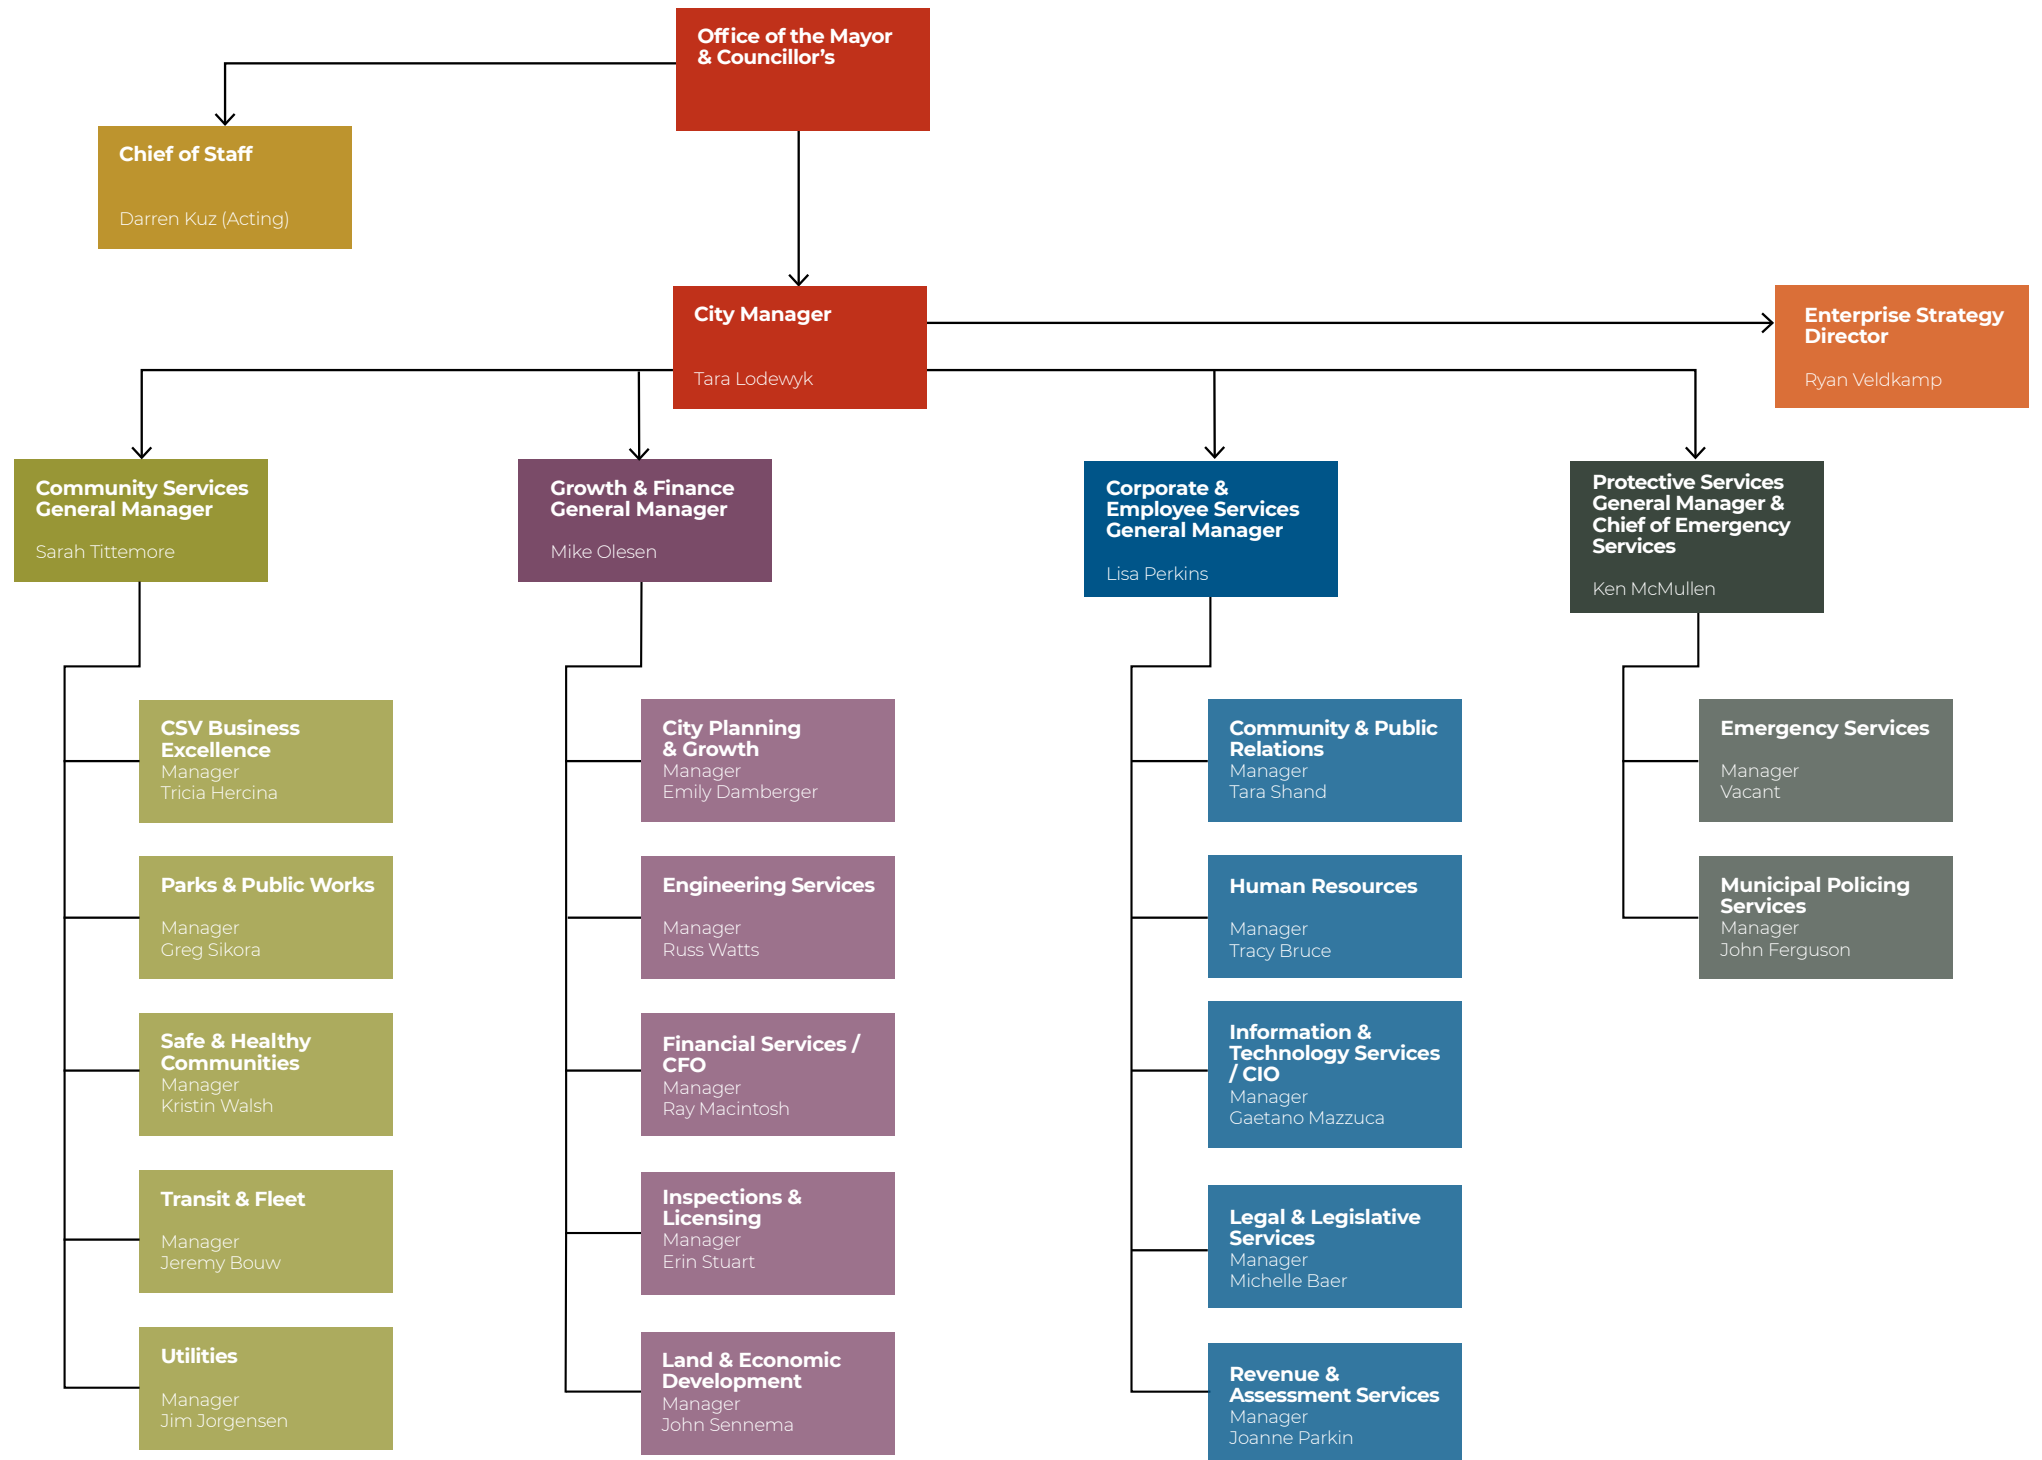 Office of the Mayor
& Councillor’s
Chief of Staff
Darren Kuz (Acting)
City Manager
Tara Lodewyk
Enterprise Strategy
Director
Ryan Veldkamp
Community Services
General Manager
Sarah Tittemore
Growth & Finance
General Manager
Mike Olesen
Corporate &
Employee Services
General Manager
Lisa Perkins
Protective Services
General Manager &
Chief of Emergency
Services
Ken McMullen
CSV Business
Excellence
Manager
Tricia Hercina
Parks & Public Works
Manager
Greg Sikora
Safe & Healthy
Communities
Manager
Kristin Walsh
Transit & Fleet
Manager
Jeremy Bouw
Utilities
Manager
Jim Jorgensen
City Planning
& Growth
Manager
Emily Damberger
Engineering Services
Manager
Russ Watts
Financial Services /
CFO
Manager
Ray Macintosh
Inspections &
Licensing
Manager
Erin Stuart
Land & Economic
Development
Manager
John Sennema
Community & Public
Relations
Manager
Tara Shand
Human Resources
Manager
Tracy Bruce
Information &
Technology Services
/ CIO
Manager
Gaetano Mazzuca
Legal & Legislative
Services
Manager
Michelle Baer
Revenue &
Assessment Services
Manager
Joanne Parkin
Emergency Services
Manager
Vacant
Municipal Policing
Services
Manager
John Ferguson